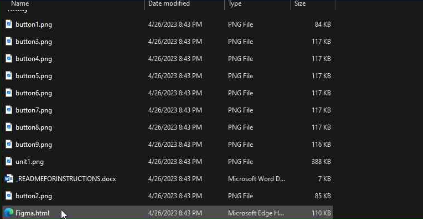 Name Date modified Type Size
button1.png 4/26/2023 8:43 PM PNG File 84 KB
button3.png 4/26/2023 8:43 PM PNG File 117 KB
button4.png 4/26/2023 8:43 PM PNG File 117 KB
button5.png 4/26/2023 8:43 PM PNG File 117 KB
button6.png 4/26/2023 8:43 PM PNG File 117 KB
button7.png 4/26/2023 8:43 PM PNG File 117 KB
button8.png 4/26/2023 8:43 PM PNG File 117 KB
button9.png 4/26/2023 8:43 PM PNG File 116 KB
unit1.png 4/26/2023 8:43 PM PNG File 388 KB
_READMEFORINSTRUCTIONS.docx 4/26/2023 8:43 PM Microsoft Word D... 7 KB
button2.png 4/26/2023 8:43 PM PNG File 85 KB
Figma.html 4/26/2023 8:43 PM Microsoft Edge H... 110 KB